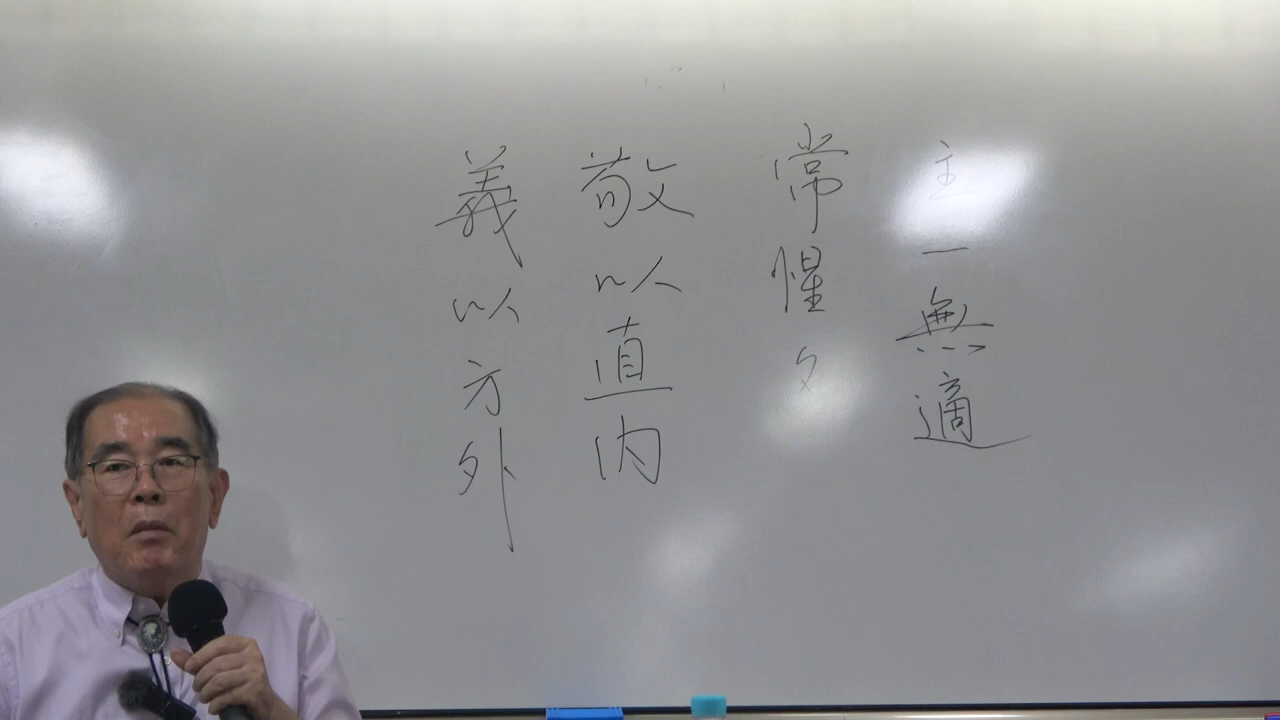 主一無適
常惺々
敬以直内
義以方外